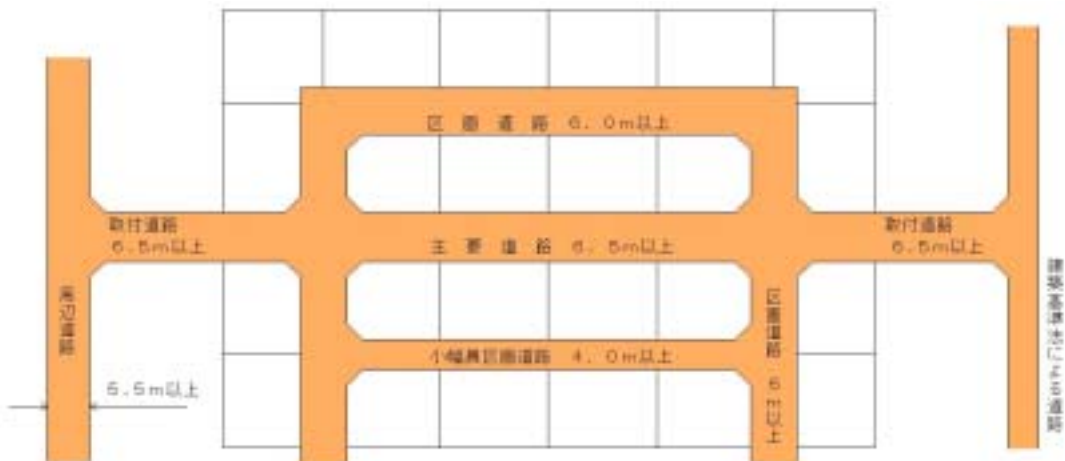 区画道路 6.0m以上
取付道路
6.5m以上
主要道路 6.5m以上
取付道路
6.5m以上
周辺道路
区画道路 6m以上
建築基準法による道路
小幅員区画道路 4.0m以上
5.5m以上